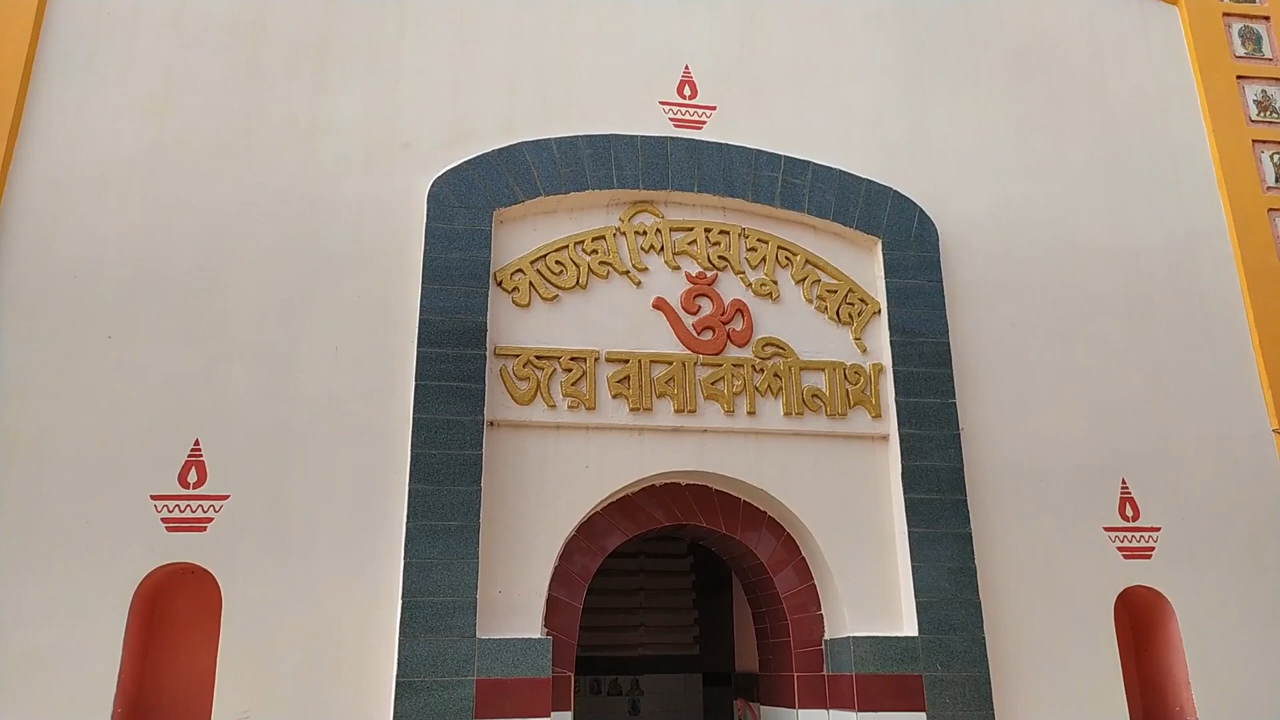 সত্যম্ শিবম্ সুন্দরম্
ওঁ
জয় বাবা কাশীনাথ